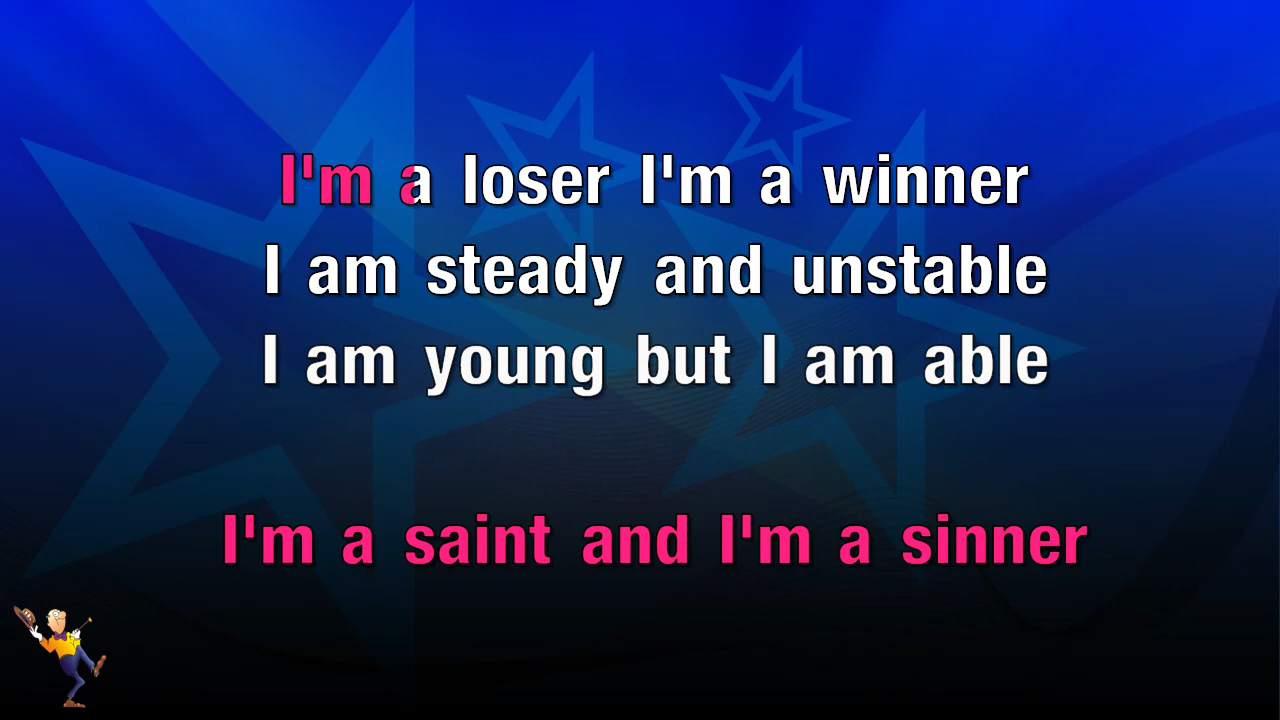 I'm a loser I'm a winner
I am steady and unstable
I am young but I am able
I'm a saint and I'm a sinner